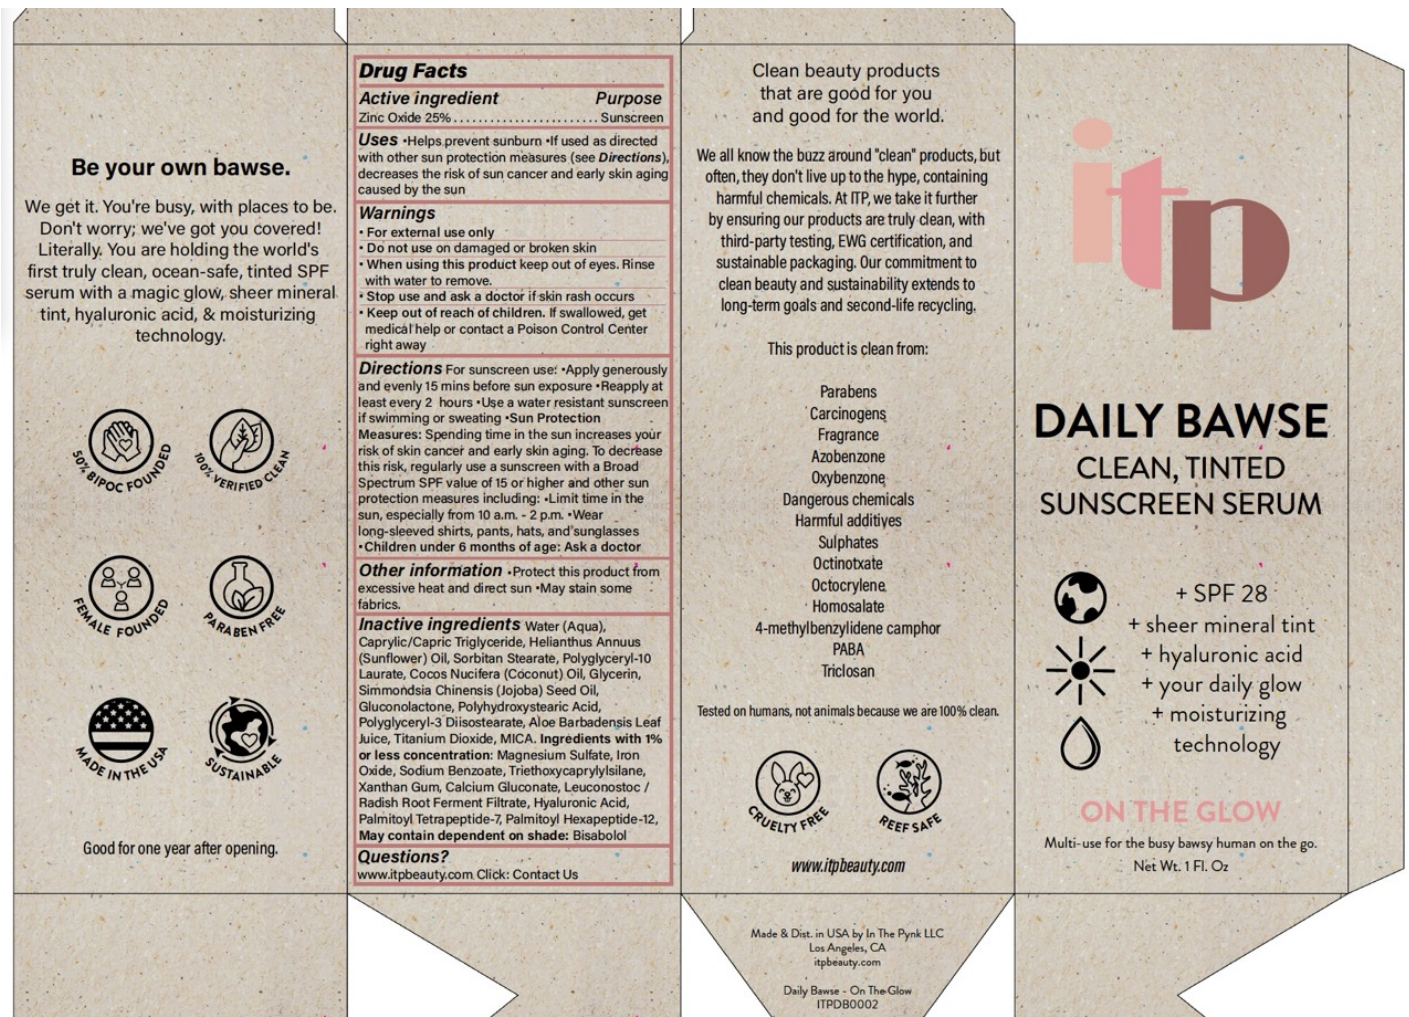 Be your own bawse.
We get it. You're busy, with places to be.
Don't worry; we've got you covered!
Literally. You are holding the world's
first truly clean, ocean-safe, tinted SPF
serum with a magic glow, sheer mineral
tint, hyaluronic acid, & moisturizing
technology.
50% BIPOC FOUNDED
100% VERIFIED CLEAN
FEMALE FOUNDED
PARABEN FREE
MADE IN THE USA
SUSTAINABLE
Good for one year after opening.
Drug Facts
Active ingredient Purpose
Zinc Oxide 25% ........................ Sunscreen
Uses •Helps prevent sunburn •If used as directed
with other sun protection measures (see Directions),
decreases the risk of sun cancer and early skin aging
caused by the sun
Warnings
• For external use only
• Do not use on damaged or broken skin
• When using this product keep out of eyes. Rinse
with water to remove.
• Stop use and ask a doctor if skin rash occurs
• Keep out of reach of children. If swallowed, get
medical help or contact a Poison Control Center
right away
Directions For sunscreen use: •Apply generously
and evenly 15 mins before sun exposure •Reapply at
least every 2 hours •Use a water resistant sunscreen
if swimming or sweating •Sun Protection
Measures: Spending time in the sun increases your
risk of skin cancer and early skin aging. To decrease
this risk, regularly use a sunscreen with a Broad
Spectrum SPF value of 15 or higher and other sun
protection measures including: •Limit time in the
sun, especially from 10 a.m. - 2 p.m. •Wear
long-sleeved shirts, pants, hats, and sunglasses
•Children under 6 months of age: Ask a doctor
Other information •Protect this product from
excessive heat and direct sun •May stain some
fabrics.
Inactive ingredients Water (Aqua),
Caprylic/Capric Triglyceride, Helianthus Annuus
(Sunflower) Oil, Sorbitan Stearate, Polyglyceryl-10
Laurate, Cocos Nucifera (Coconut) Oil, Glycerin,
Simmondsia Chinensis (Jojoba) Seed Oil,
Gluconolactone, Polyhydroxystearic Acid,
Polyglyceryl-3 Diisostearate, Aloe Barbadensis Leaf
Juice, Titanium Dioxide, MICA. Ingredients with 1%
or less concentration: Magnesium Sulfate, Iron
Oxide, Sodium Benzoate, Triethoxycaprylylsilane,
Xanthan Gum, Calcium Gluconate, Leuconostoc /
Radish Root Ferment Filtrate, Hyaluronic Acid,
Palmitoyl Tetrapeptide-7, Palmitoyl Hexapeptide-12,
May contain dependent on shade: Bisabolol
Questions?
www.itpbeauty.com Click: Contact Us
Clean beauty products
that are good for you
and good for the world.
We all know the buzz around "clean" products, but
often, they don't live up to the hype, containing
harmful chemicals. At ITP, we take it further
by ensuring our products are truly clean, with
third-party testing, EWG certification, and
sustainable packaging. Our commitment to
clean beauty and sustainability extends to
long-term goals and second-life recycling.
This product is clean from:
Parabens
Carcinogens
Fragrance
Azobenzone
Oxybenzone
Dangerous chemicals
Harmful additives
Sulphates
Octinotxate
Octocrylene
Homosalate
4-methylbenzylidene camphor
PABA
Triclosan
Tested on humans, not animals because we are 100% clean.
CRUELTY FREE
REEF SAFE
www.itpbeauty.com
Made & Dist. in USA by In The Pynk LLC
Los Angeles, CA
itpbeauty.com
Daily Bawse - On The Glow
ITPDB0002
itp
DAILY BAWSE
CLEAN, TINTED
SUNSCREEN SERUM
+ SPF 28
+ sheer mineral tint
+ hyaluronic acid
+ your daily glow
+ moisturizing
technology
ON THE GLOW
Multi-use for the busy bawsy human on the go.
Net Wt. 1 Fl. Oz